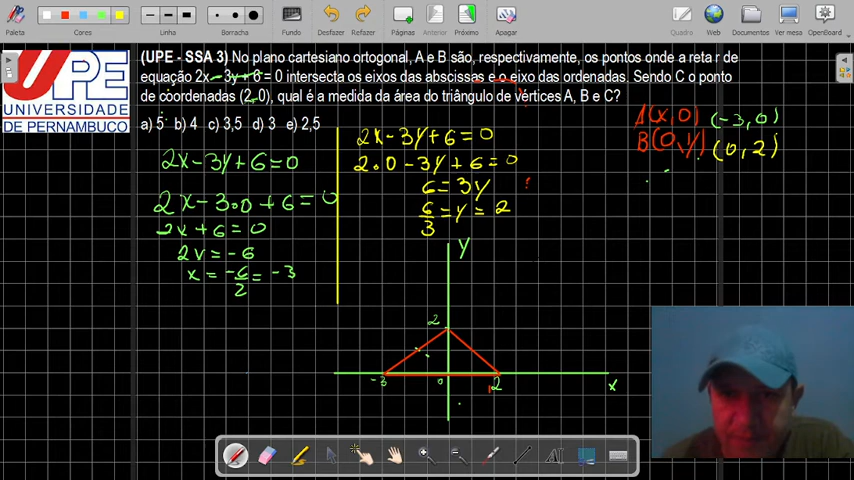 Paleta Linhas Cores Borracha Fundo Desfazer Refazer Páginas Anterior Próximo Apagar Quadro Web Documentos Ver mesa OpenBoard
(UPE - SSA 3) No plano cartesiano ortogonal, A e B são, respectivamente, os pontos onde a reta r de
equação 2x – 3y + 6 = 0 intersecta os eixos das abscissas e o eixo das ordenadas. Sendo C o ponto
de coordenadas (2, 0), qual é a medida da área do triângulo de vértices A, B e C?
a) 5 b) 4 c) 3,5 d) 3 e) 2,5
UPE
UNIVERSIDADE
DE PERNAMBUCO
A(x, 0) (-3, 0)
B(0, y) (0, 2)
2x - 3y + 6 = 0
2x - 3.0 + 6 = 0
2x + 6 = 0
2x = -6
x = -6/2 = -3
2x - 3y + 6 = 0
2.0 - 3y + 6 = 0
6 = 3y
6/3 = y = 2
y
2
-3 0 2 x